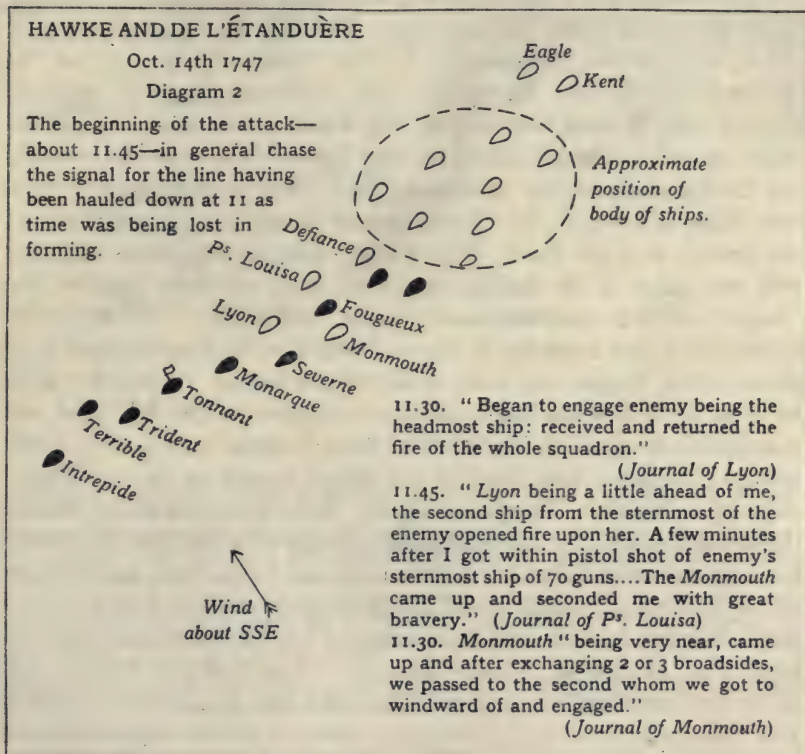 HAWKE AND DE L'ÉTANDUÈRE
Oct. 14th 1747
Diagram 2
The beginning of the attack—
about 11.45—in general chase
the signal for the line having
been hauled down at 11 as
time was being lost in
forming.
Eagle
Kent
Approximate
position of
body of ships.
Defiance
Ps. Louisa
Fougueux
Lyon
Monmouth
Severne
Monarque
Tonnant
Trident
Terrible
Intrepide
Wind
about SSE
11.30. "Began to engage enemy being the
headmost ship: received and returned the
fire of the whole squadron."
(Journal of Lyon)
11.45. "Lyon being a little ahead of me,
the second ship from the sternmost of the
enemy opened fire upon her. A few minutes
after I got within pistol shot of enemy's
sternmost ship of 70 guns....The Monmouth
came up and seconded me with great
bravery." (Journal of Ps. Louisa)
11.30. Monmouth "being very near, came
up and after exchanging 2 or 3 broadsides,
we passed to the second whom we got to
windward of and engaged."
(Journal of Monmouth)